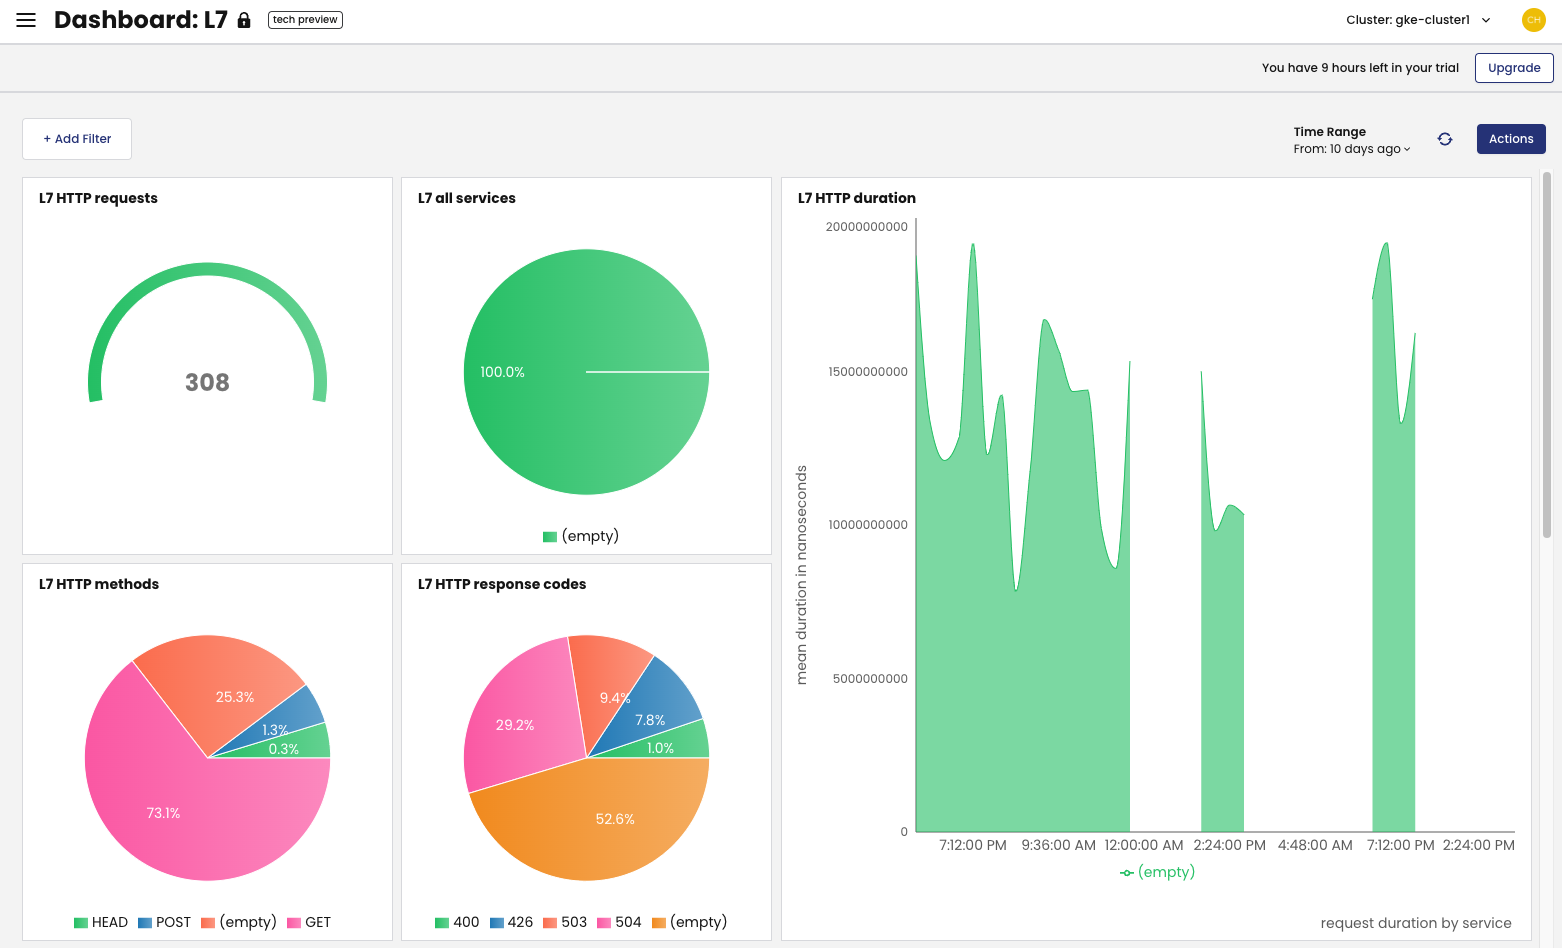 Dashboard: L7
tech preview
Cluster: gke-cluster1
CH
You have 9 hours left in your trial
Upgrade
+ Add Filter
Time Range
From: 10 days ago
Actions
L7 HTTP requests
308
L7 all services
100.0%
(empty)
L7 HTTP duration
20000000000
15000000000
10000000000
5000000000
0
mean duration in nanoseconds
7:12:00 PM 9:36:00 AM 12:00:00 AM 2:24:00 PM 4:48:00 AM 7:12:00 PM 2:24:00 PM
(empty)
request duration by service
L7 HTTP methods
25.3%
1.3%
0.3%
73.1%
HEAD POST (empty) GET
L7 HTTP response codes
9.4%
7.8%
29.2%
1.0%
52.6%
400 426 503 504 (empty)